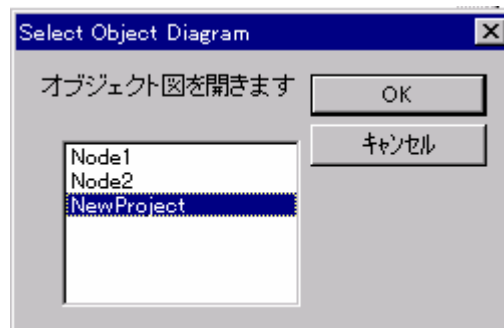 Select Object Diagram
オブジェクト図を開きます
OK
キャンセル
Node1
Node2
NewProject